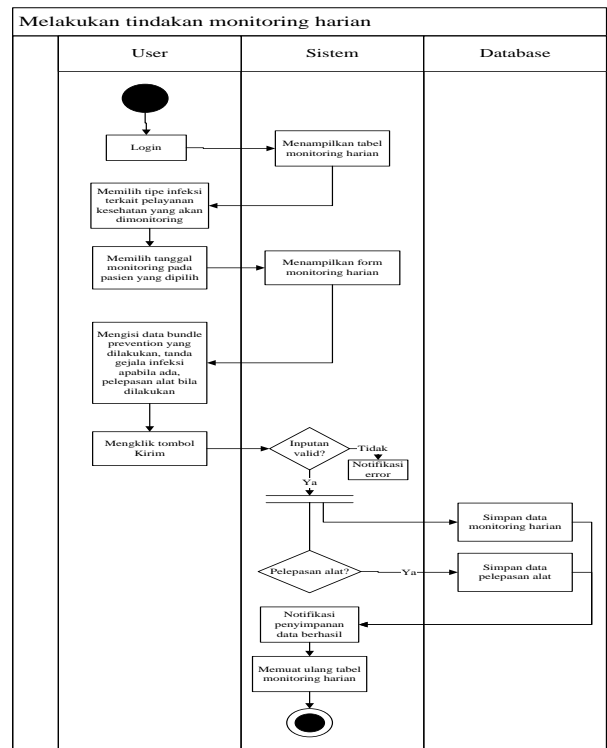 Melakukan tindakan monitoring harian
User
Sistem
Database
Login
Menampilkan tabel
monitoring harian
Memilih tipe infeksi
terkait pelayanan
kesehatan yang akan
dimonitoring
Memilih tanggal
monitoring pada
pasien yang dipilih
Menampilkan form
monitoring harian
Mengisi data bundle
prevention yang
dilakukan, tanda
gejala infeksi
apabila ada,
pelepasan alat bila
dilakukan
Mengklik tombol
Kirim
Inputan
valid?
Tidak
Notifikasi
error
Ya
Simpan data
monitoring harian
Pelepasan alat?
Ya
Simpan data
pelepasan alat
Notifikasi
penyimpanan
data berhasil
Memuat ulang tabel
monitoring harian